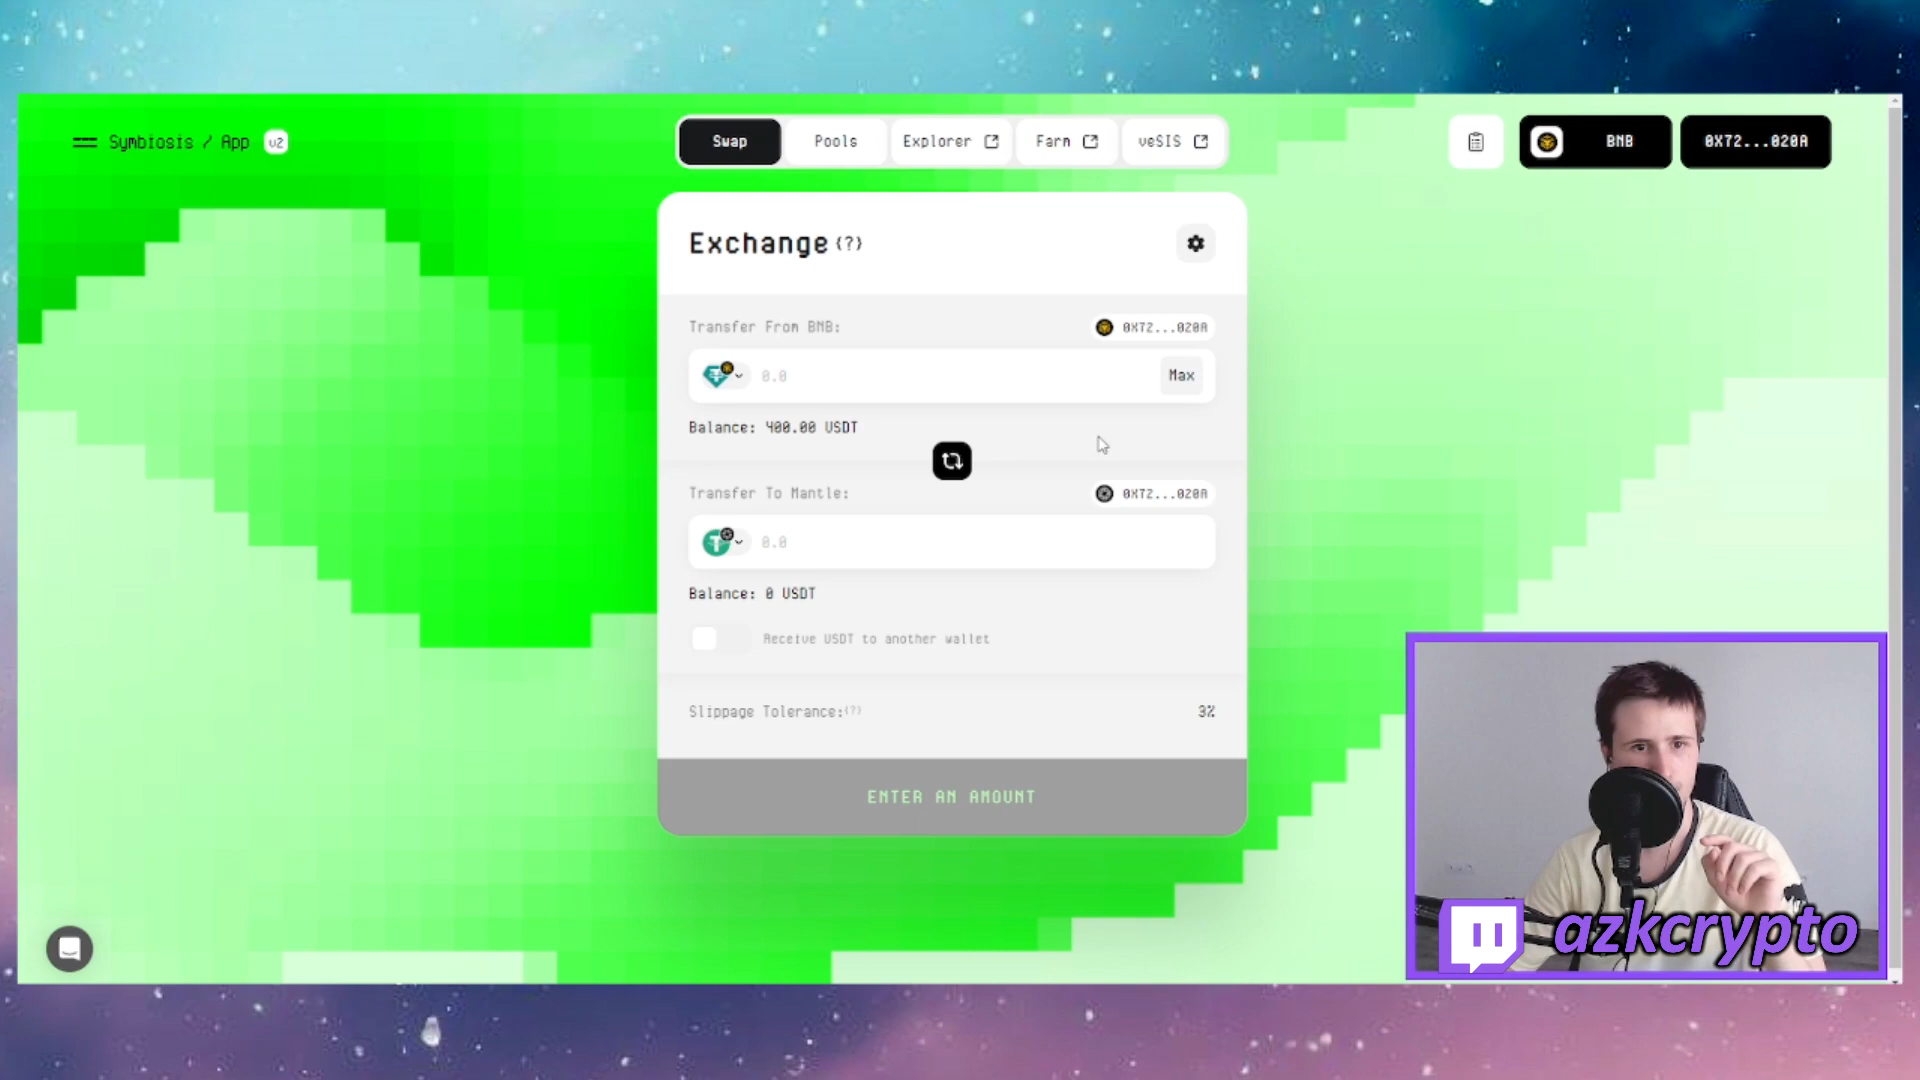 Symbiosis / App v2
Swap
Pools
Explorer
Farm
veSIS
BNB
0X72...020A
Exchange (?)
Transfer From BNB:
0X72...020A
0.0
Max
Balance: 400.00 USDT
Transfer To Mantle:
0X72...020A
0.0
Balance: 0 USDT
Receive USDT to another wallet
Slippage Tolerance:(?)
3%
ENTER AN AMOUNT
azkcrypto